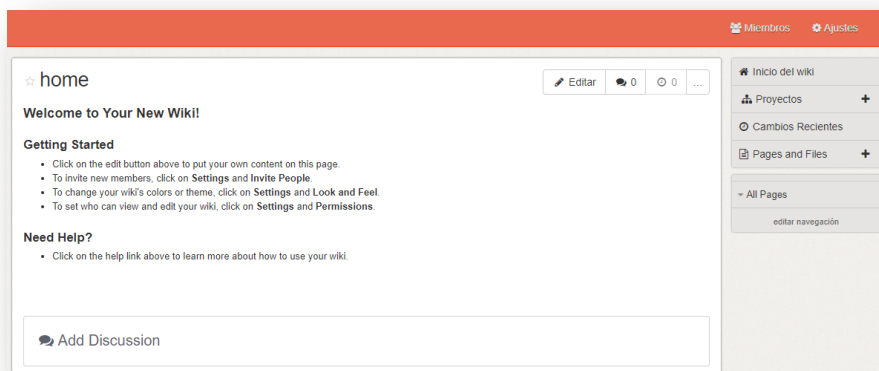 Miembros Ajustes
home
Editar 0 0 ...
Welcome to Your New Wiki!
Getting Started
Click on the edit button above to put your own content on this page.
To invite new members, click on Settings and Invite People.
To change your wiki's colors or theme, click on Settings and Look and Feel.
To set who can view and edit your wiki, click on Settings and Permissions.
Need Help?
Click on the help link above to learn more about how to use your wiki.
Add Discussion
Inicio del wiki
Proyectos +
Cambios Recientes
Pages and Files +
All Pages
editar navegación